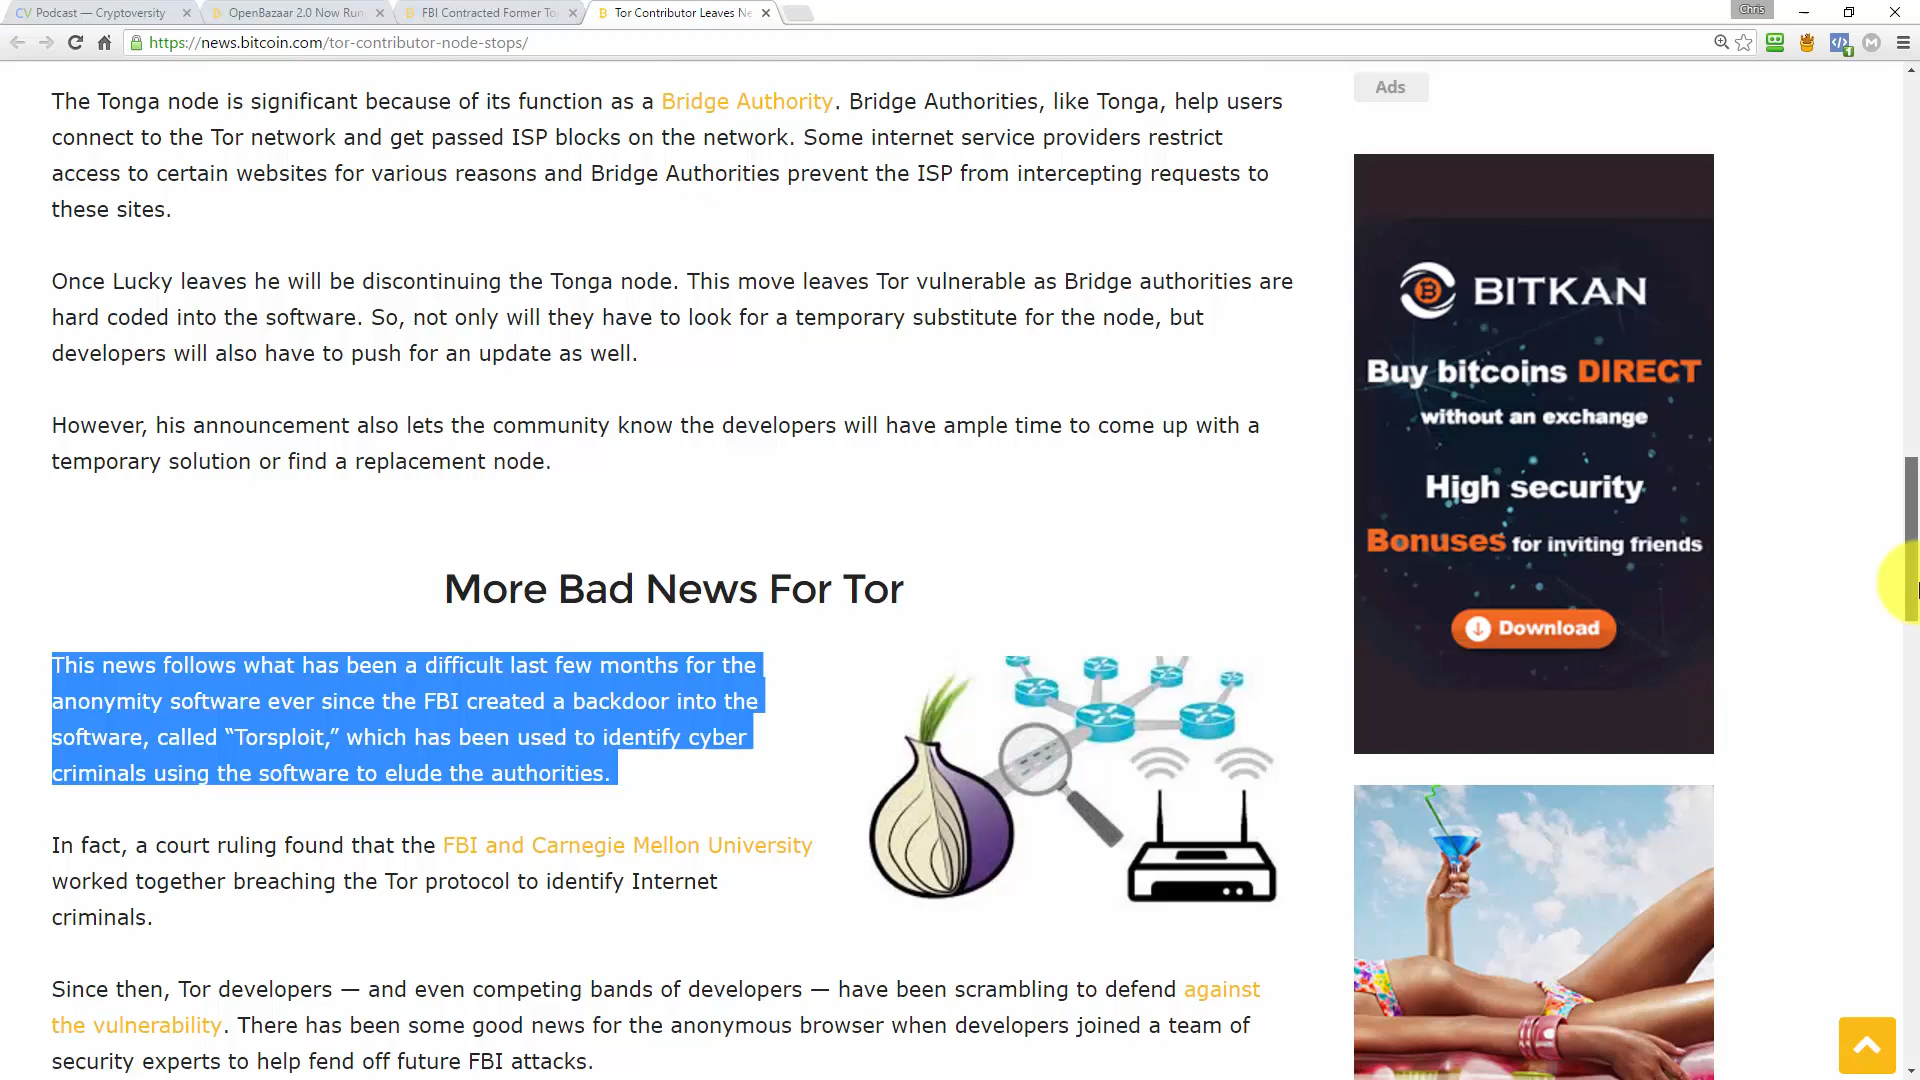 CV Podcast — Cryptoversity
OpenBazaar 2.0 Now Run
FBI Contracted Former To
Tor Contributor Leaves Ne
Chris
https://news.bitcoin.com/tor-contributor-node-stops/
The Tonga node is significant because of its function as a Bridge Authority. Bridge Authorities, like Tonga, help users
connect to the Tor network and get passed ISP blocks on the network. Some internet service providers restrict
access to certain websites for various reasons and Bridge Authorities prevent the ISP from intercepting requests to
these sites.
Once Lucky leaves he will be discontinuing the Tonga node. This move leaves Tor vulnerable as Bridge authorities are
hard coded into the software. So, not only will they have to look for a temporary substitute for the node, but
developers will also have to push for an update as well.
However, his announcement also lets the community know the developers will have ample time to come up with a
temporary solution or find a replacement node.
More Bad News For Tor
This news follows what has been a difficult last few months for the
anonymity software ever since the FBI created a backdoor into the
software, called “Torsploit,” which has been used to identify cyber
criminals using the software to elude the authorities.
In fact, a court ruling found that the FBI and Carnegie Mellon University
worked together breaching the Tor protocol to identify Internet
criminals.
Since then, Tor developers — and even competing bands of developers — have been scrambling to defend against
the vulnerability. There has been some good news for the anonymous browser when developers joined a team of
security experts to help fend off future FBI attacks.
Ads
BITKAN
Buy bitcoins DIRECT
without an exchange
High security
Bonuses for inviting friends
Download